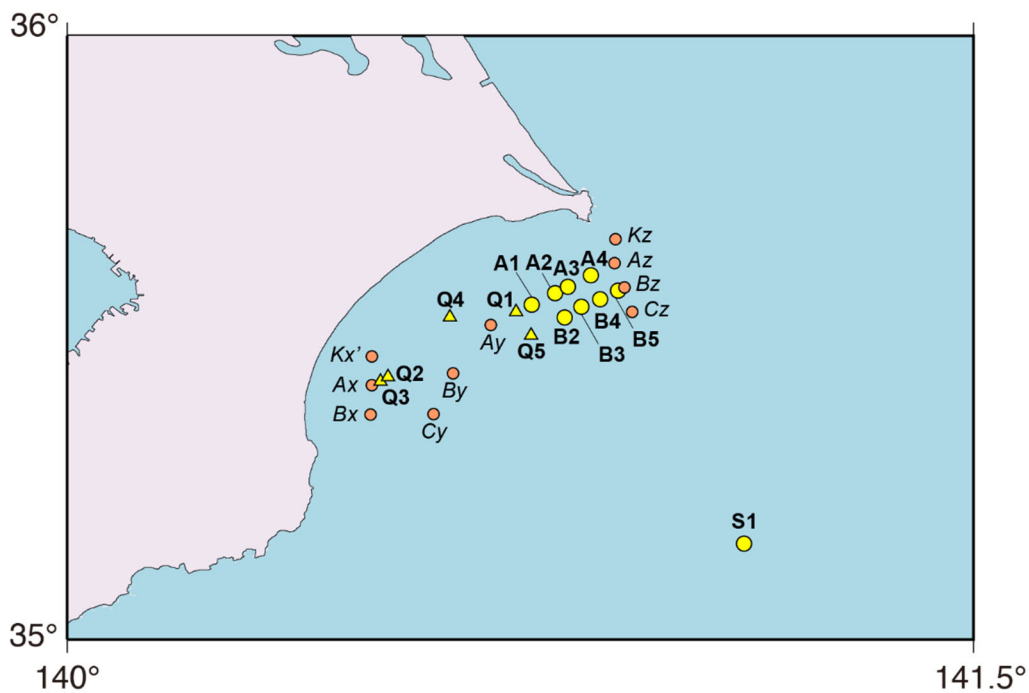 36°
Kz
A1 A2 A3 A4 Az
Bz
Q4 Q1
Cz
Ay Q5 B2 B4 B5
B3
Kx’
Ax Q2
Q3 By
Bx
Cy
S1
35°
140° 141.5°